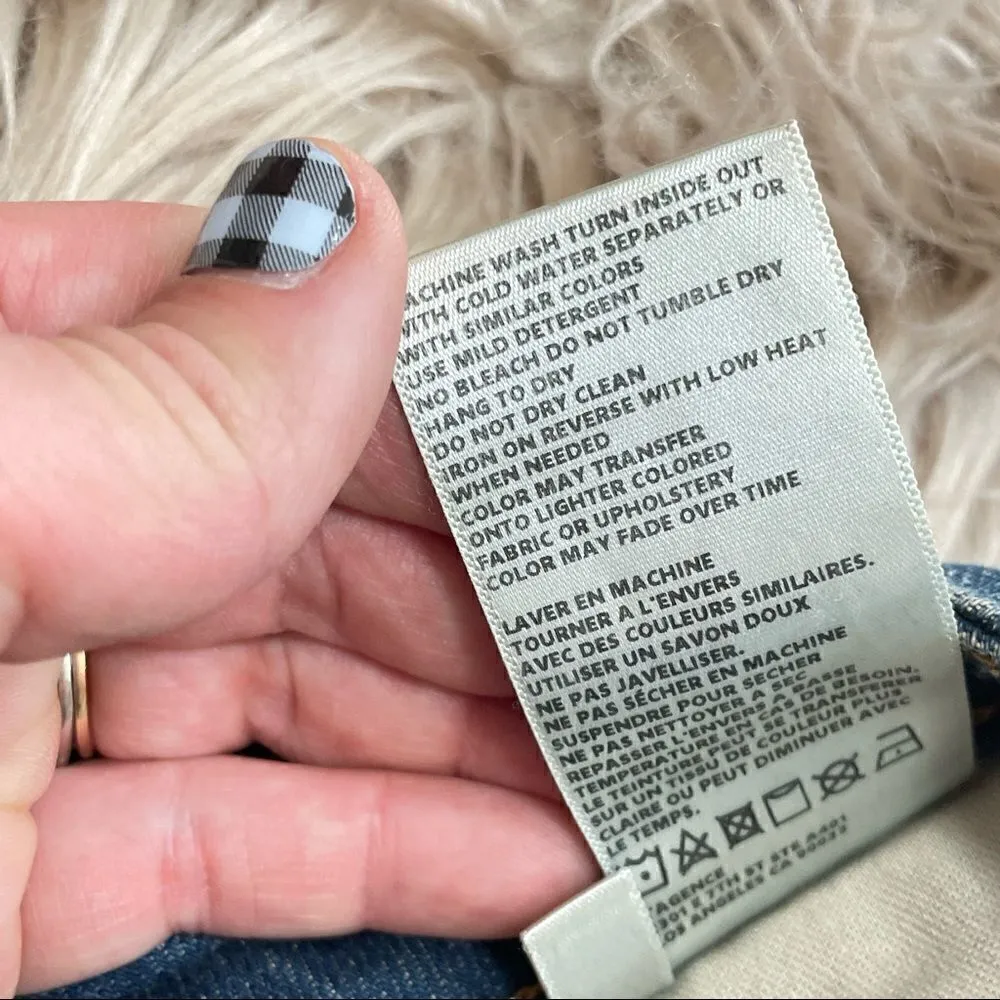 ACHINE WASH TURN INSIDE OUT
WITH COLD WATER SEPARATELY OR
WITH SIMILAR COLORS
USE MILD DETERGENT
NO BLEACH DO NOT TUMBLE DRY
HANG TO DRY
DO NOT DRY CLEAN
IRON ON REVERSE WITH LOW HEAT
WHEN NEEDED
COLOR MAY TRANSFER
ONTO LIGHTER COLORED
FABRIC OR UPHOLSTERY
COLOR MAY FADE OVER TIME
LAVER EN MACHINE
TOURNER A L'ENVERS
AVEC DES COULEURS SIMILAIRES.
UTILISER UN SAVON DOUX
NE PAS JAVELLISER.
NE PAS SÉCHER EN MACHINE
SUSPENDRE POUR SECHER
NE PAS NETTOYER A SEC
REPASSER L'ENVERS A BASSE
TEMPERATURE EN CAS DE BESOIN.
LE TEINTURE PEUT SE TRANSFERER
SUR UN TISSU DE COULEUR PLUS
CLAIRE OU PEUT DIMINUER AVEC
LE TEMPS.
AGENCE
LOS ANGELES CA